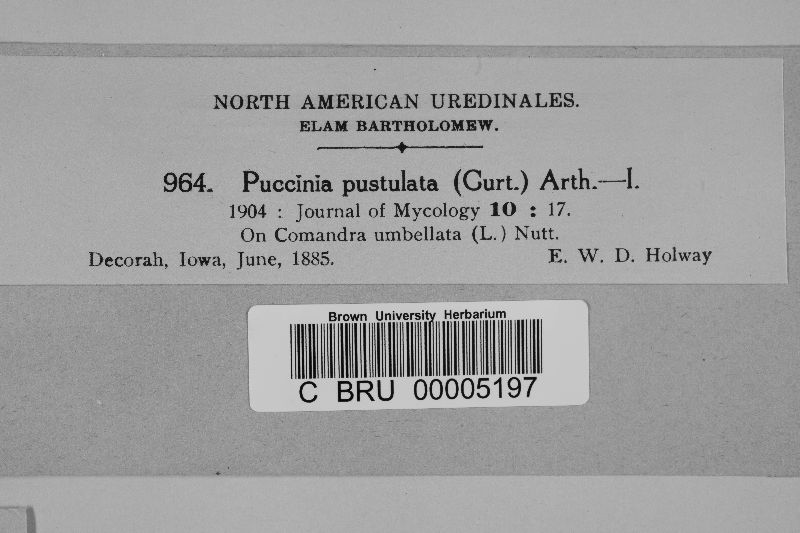 NORTH AMERICAN UREDINALES.
ELAM BARTHOLOMEW.
964. Puccinia pustulata (Curt.) Arth.—I.
1904 : Journal of Mycology 10 : 17.
On Comandra umbellata (L.) Nutt.
Decorah, Iowa, June, 1885. E. W. D. Holway
Brown University Herbarium
C BRU 00005197